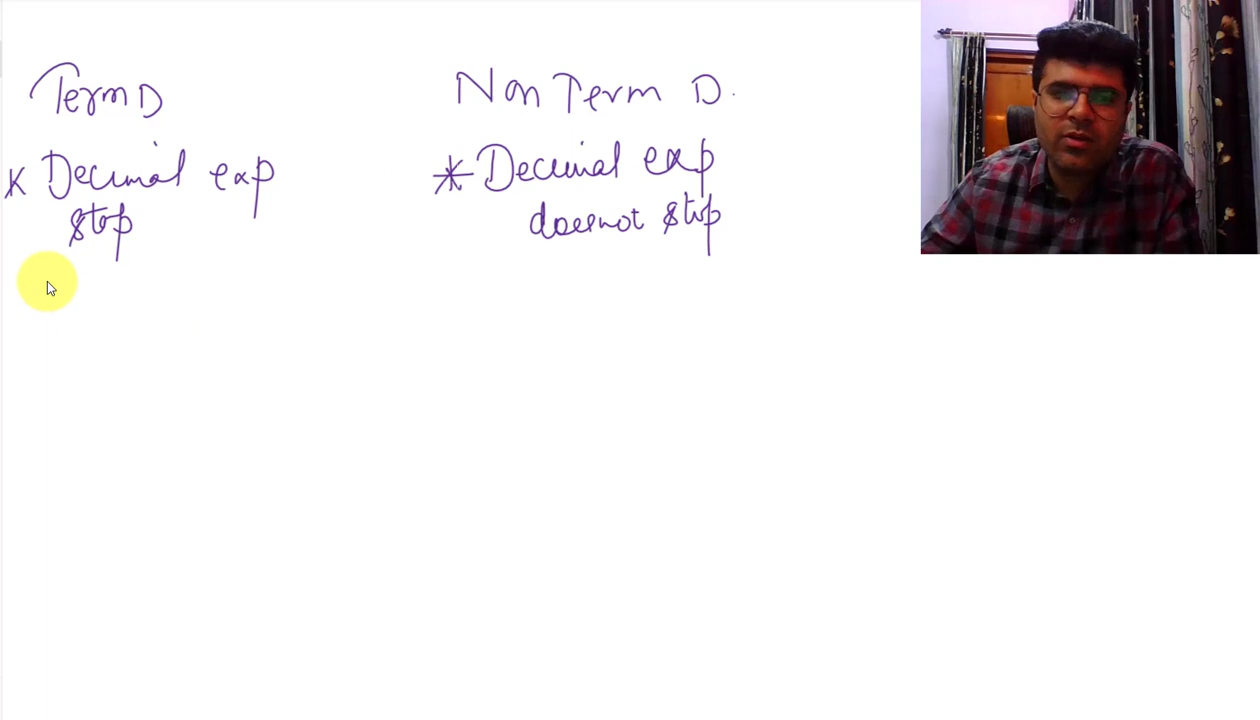 Term D
Non Term D.
* Decimal exp
stop
* Decimal exp
doesnot stop